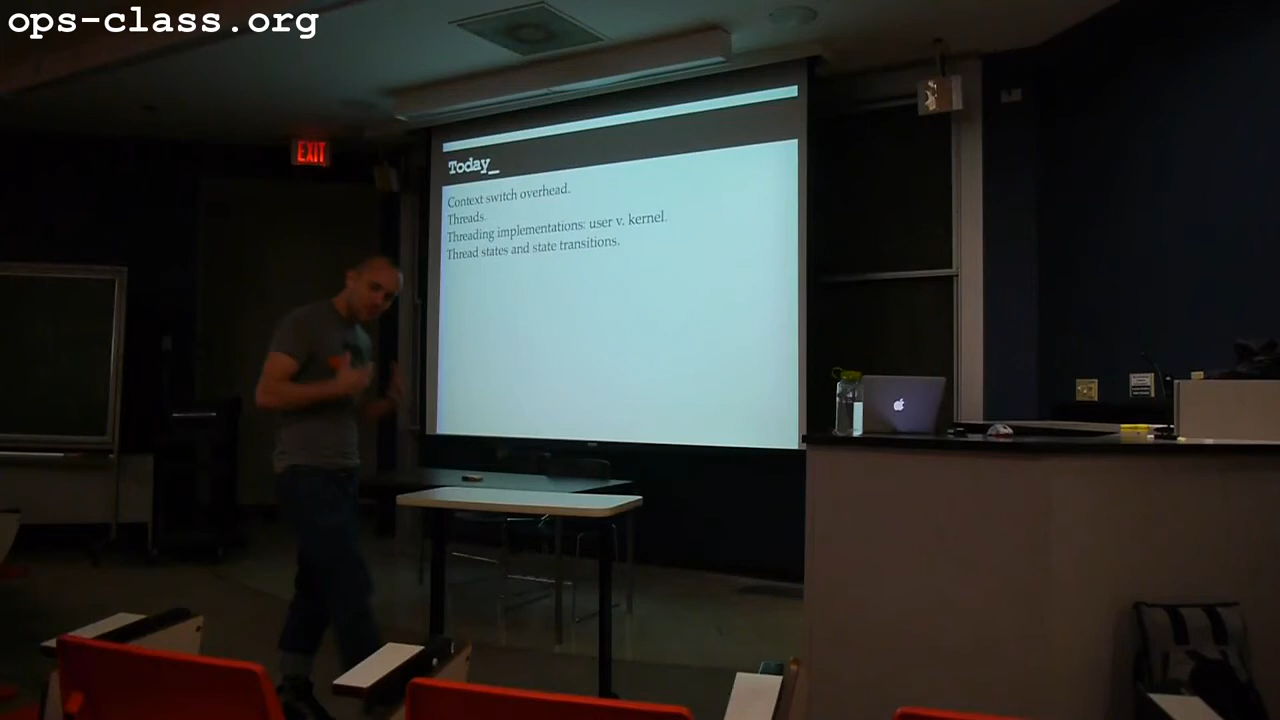 ops-class.org
EXIT
Today_
Context switch overhead.
Threads.
Threading implementations: user v. kernel.
Thread states and state transitions.